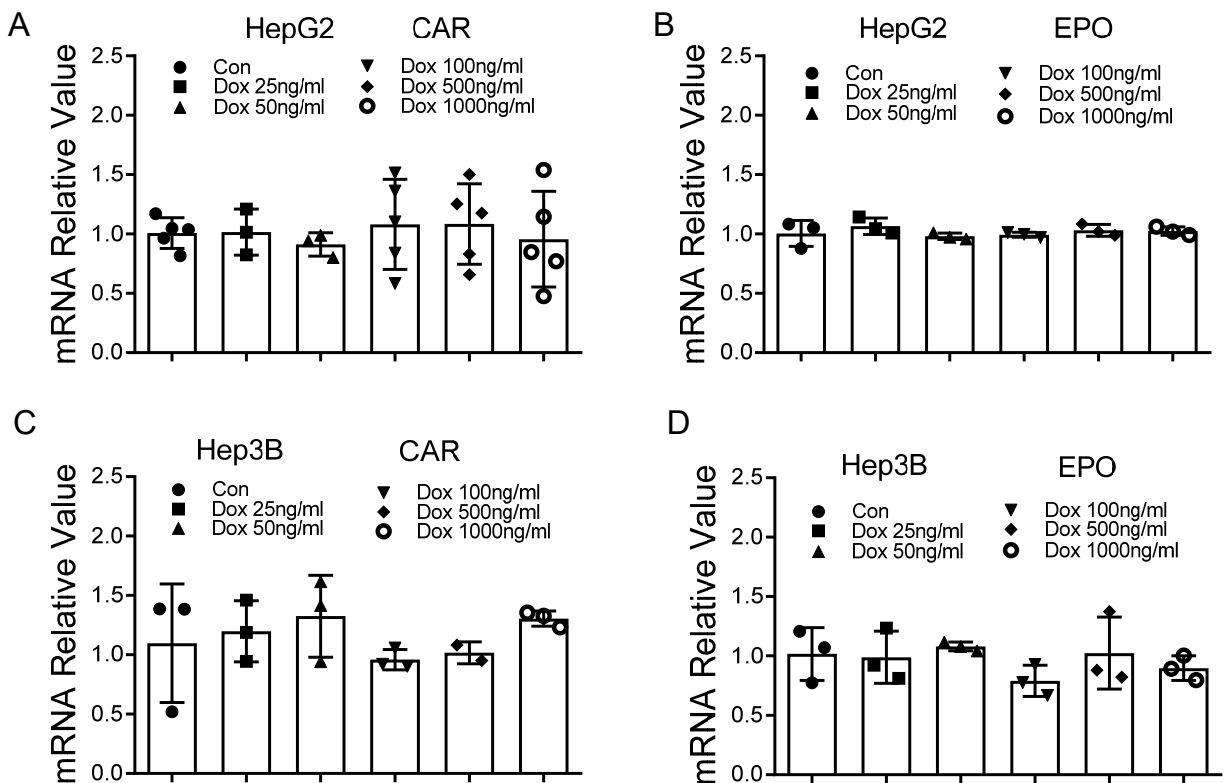 A
HepG2 CAR
mRNA Relative Value
2.5
2.0
1.5
1.0
0.5
0.0
Con
Dox 25ng/ml
Dox 50ng/ml
Dox 100ng/ml
Dox 500ng/ml
Dox 1000ng/ml
B
HepG2 EPO
mRNA Relative Value
2.5
2.0
1.5
1.0
0.5
0.0
Con
Dox 25ng/ml
Dox 50ng/ml
Dox 100ng/ml
Dox 500ng/ml
Dox 1000ng/ml
C
Hep3B CAR
mRNA Relative Value
2.5
2.0
1.5
1.0
0.5
0.0
Con
Dox 25ng/ml
Dox 50ng/ml
Dox 100ng/ml
Dox 500ng/ml
Dox 1000ng/ml
D
Hep3B EPO
mRNA Relative Value
2.5
2.0
1.5
1.0
0.5
0.0
Con
Dox 25ng/ml
Dox 50ng/ml
Dox 100ng/ml
Dox 500ng/ml
Dox 1000ng/ml